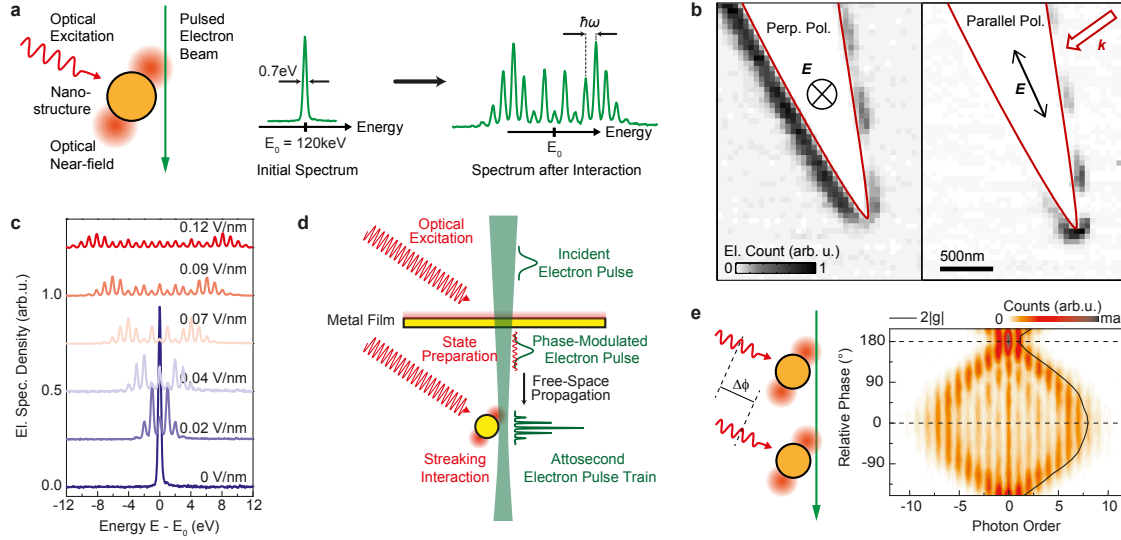 a
Optical
Excitation
Pulsed
Electron
Beam
Nano-
structure
Optical
Near-field
0.7eV
Energy
E₀ = 120keV
Initial Spectrum
ħω
Energy
E₀
Spectrum after Interaction
b
Perp. Pol.
E
El. Count (arb. u.)
0 1
Parallel Pol.
k
E
500nm
c
0.12 V/nm
0.09 V/nm
0.07 V/nm
0.04 V/nm
0.02 V/nm
0 V/nm
El. Spec. Density (arb.u.)
1.0
0.5
0.0
-12 -8 -4 0 4 8 12
Energy E - E₀ (eV)
d
Optical
Excitation
Incident
Electron Pulse
Metal Film
State
Preparation
Phase-Modulated
Electron Pulse
Free-Space
Propagation
Streaking
Interaction
Attosecond
Electron Pulse Train
e
Δϕ
2|g|
Counts (arb.u.)
0 max
Relative Phase (°)
180
90
0
-90
-10 -5 0 5 10
Photon Order